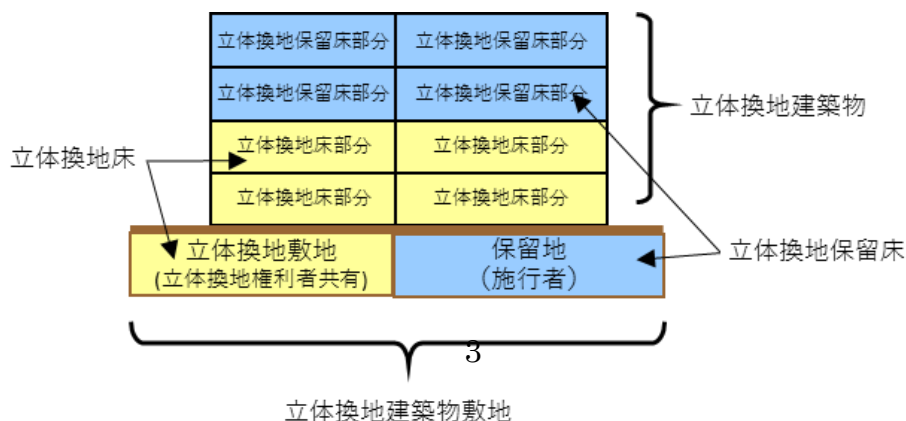 立体換地保留床部分 立体換地保留床部分
立体換地保留床部分 立体換地保留床部分
立体換地建築物
立体換地床部分 立体換地床部分
立体換地床
立体換地床部分 立体換地床部分
立体換地敷地 保留地
(立体換地権利者共有) （施行者）
立体換地保留床
3
立体換地建築物敷地